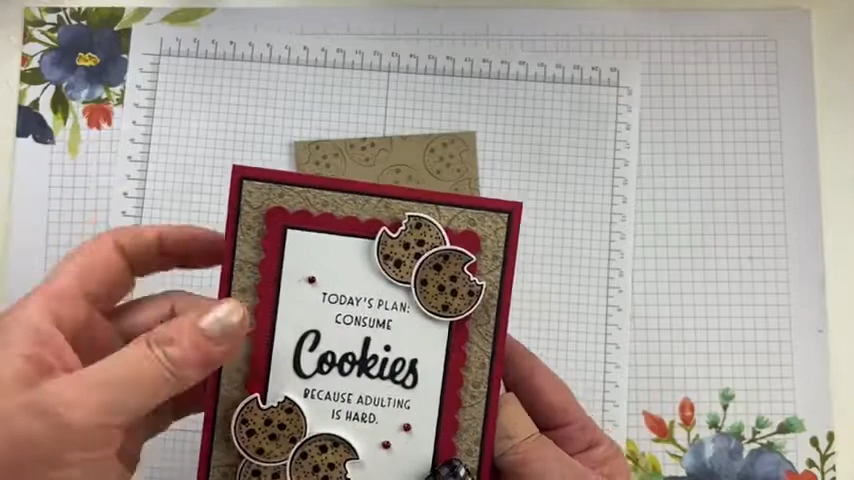 TODAY'S PLAN:
CONSUME
Cookies
BECAUSE ADULTING
IS HARD.